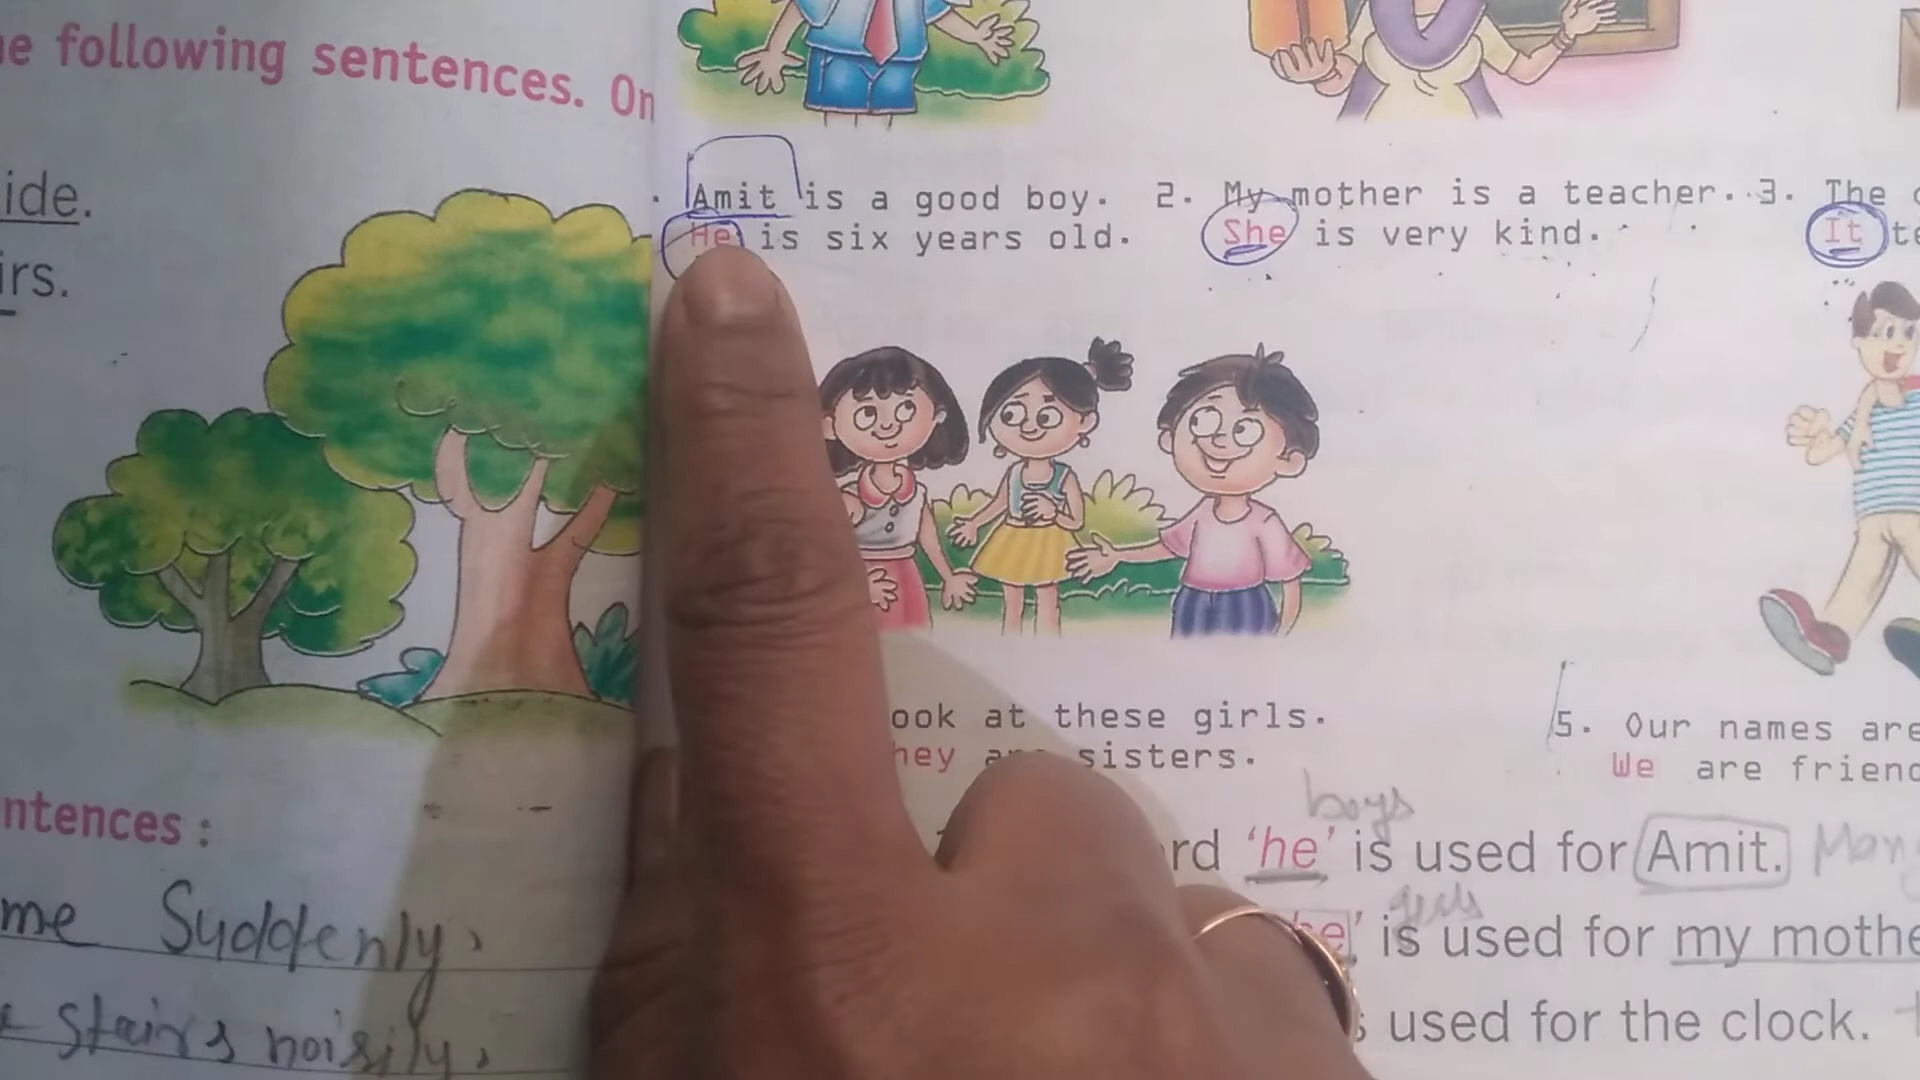 following sentences. On
ide.
irs.
ntences :
me Suddenly.
stairs noisily.
Amit is a good boy.
He is six years old.
2. My mother is a teacher.
She is very kind.
3. The
It te
ook at these girls.
hey are sisters.
5. Our names are
We are friend
boys
rd 'he' is used for Amit.
girls
he' is used for my mothe
used for the clock.